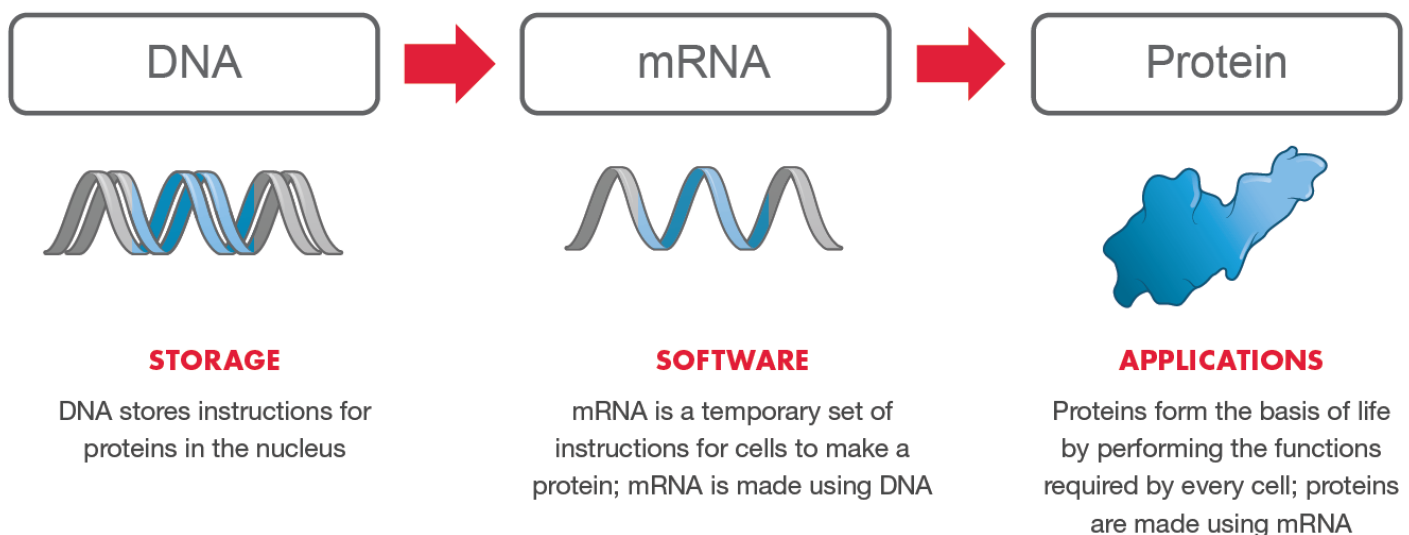 DNA
mRNA
Protein
STORAGE
DNA stores instructions for
proteins in the nucleus
SOFTWARE
mRNA is a temporary set of
instructions for cells to make a
protein; mRNA is made using DNA
APPLICATIONS
Proteins form the basis of life
by performing the functions
required by every cell; proteins
are made using mRNA